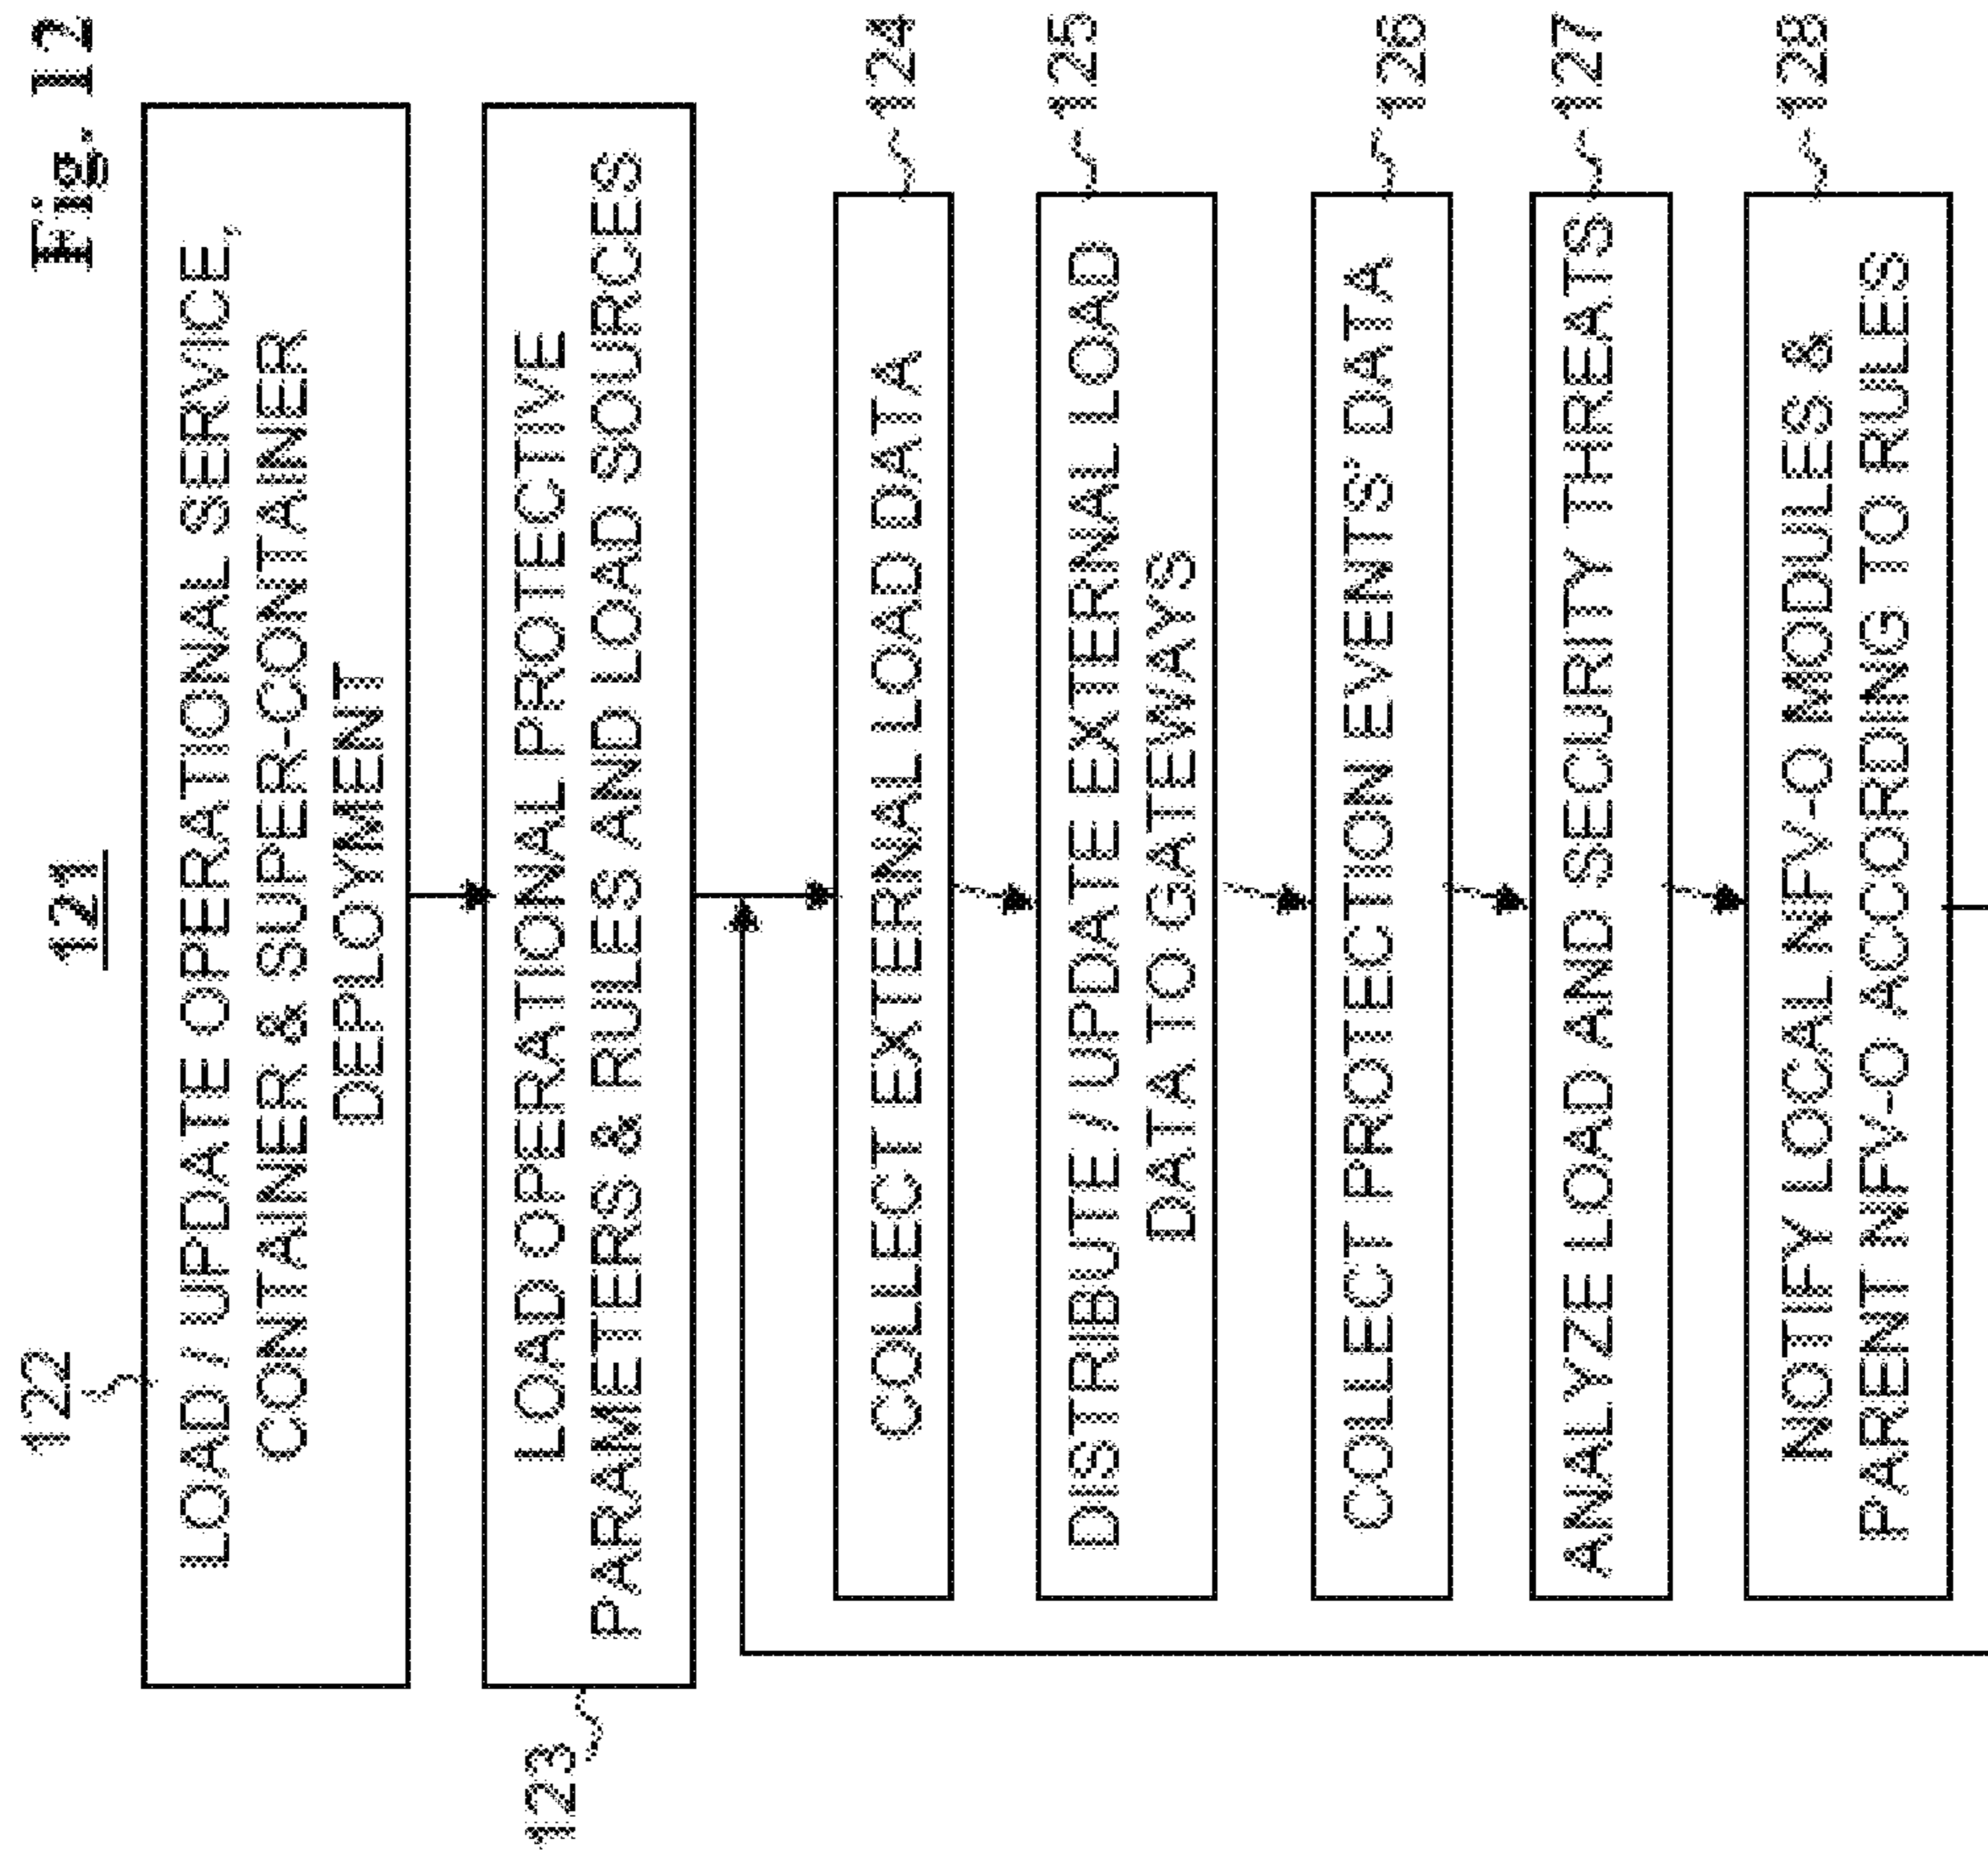 Fig. 12
121
122
LOAD / UPDATE OPERATIONAL SERVICE,
CONTAINER & SUPER-CONTAINER
DEPLOYMENT
123
LOAD OPERATIONAL PROTECTIVE
PARAMETERS & RULES AND LOAD SOURCES
COLLECT EXTERNAL LOAD DATA
124
DISTRIBUTE / UPDATE EXTERNAL LOAD
DATA TO GATEWAYS
125
COLLECT PROTECTION EVENTS' DATA
126
ANALYZE LOAD AND SECURITY THREATS
127
NOTIFY LOCAL NFV-O MODULES &
PARENT NFV-O ACCORDING TO RULES
128